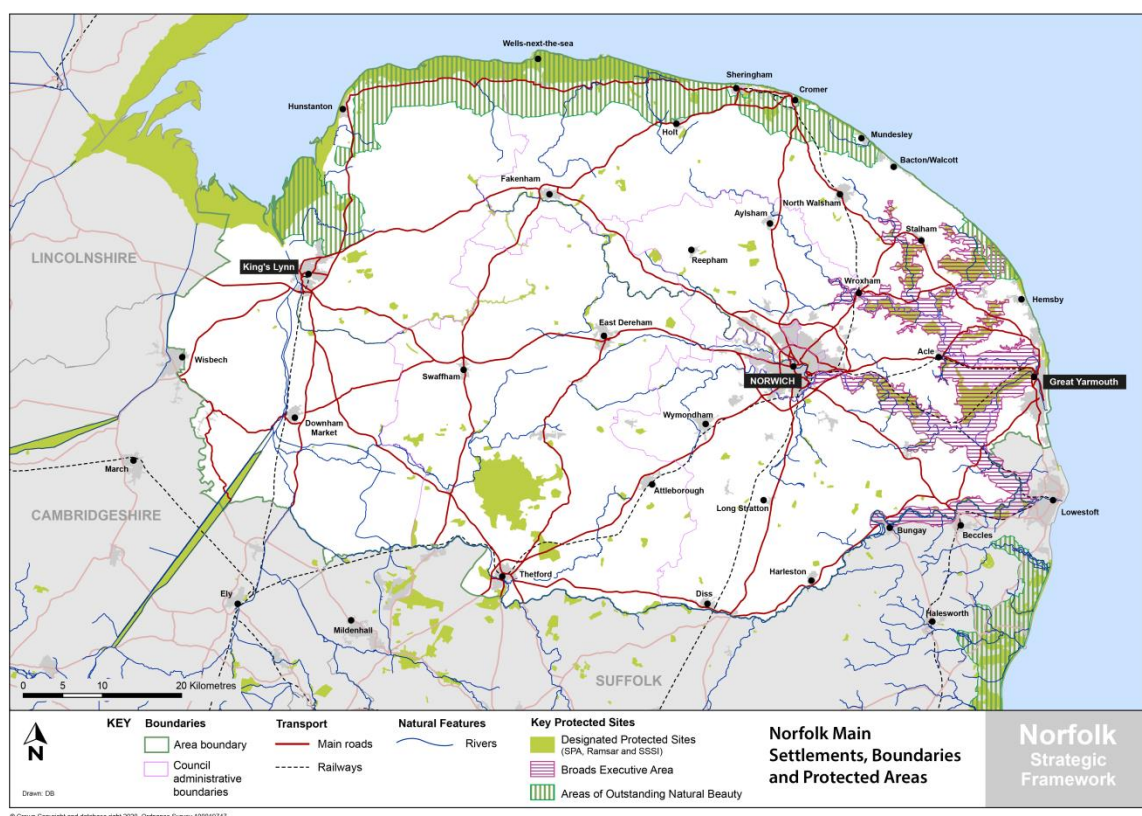 Wells-next-the-sea
Sheringham
Cromer
Hunstanton
Holt
Mundesley
Bacton/Walcott
Fakenham
North Walsham
Aylsham
Stalham
LINCOLNSHIRE
Reepham
King's Lynn
Wroxham
Hemsby
East Dereham
Wisbech
Acle
Swaffham
NORWICH
Great Yarmouth
Downham
Market
Wymondham
March
Attleborough
Long Stratton
Lowestoft
CAMBRIDGESHIRE
Bungay
Beccles
Thetford
Harleston
Ely
Diss
Mildenhall
Halesworth
SUFFOLK
0 5 10 20 Kilometres
N
Drawn: DB
KEY
Boundaries
Area boundary
Council
administrative
boundaries
Transport
Main roads
Railways
Natural Features
Rivers
Key Protected Sites
Designated Protected Sites
(SPA, Ramsar and SSSI)
Broads Executive Area
Areas of Outstanding Natural Beauty
Norfolk Main
Settlements, Boundaries
and Protected Areas
Norfolk
Strategic
Framework